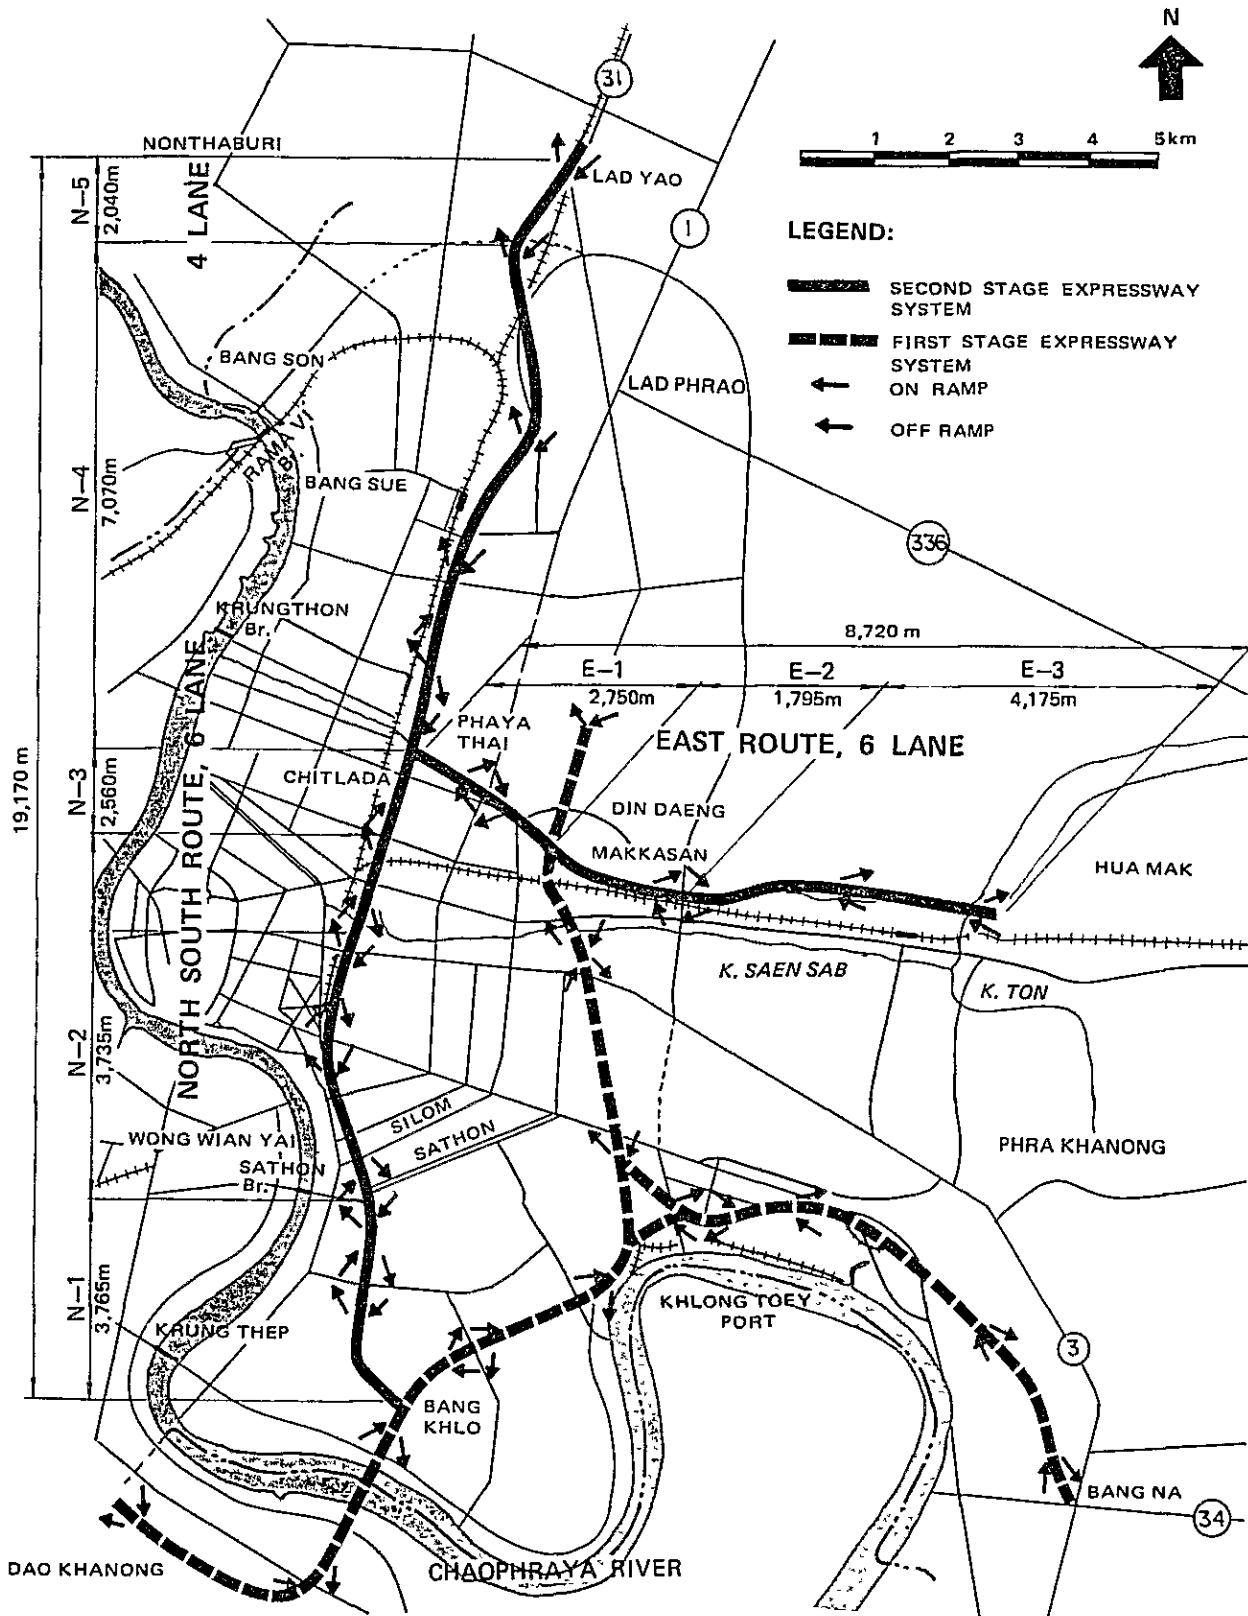 N
31
1 2 3 4 5km
NONTHABURI
LAD YAO
N–5
2,040m
4 LANE
1
LEGEND:
SECOND STAGE EXPRESSWAY
SYSTEM
FIRST STAGE EXPRESSWAY
SYSTEM
ON RAMP
OFF RAMP
BANG SON
LAD PHRAO
RAMA VI
Br.
BANG SUE
N–4
7,070m
336
KRUNGTHON
Br.
8,720 m
E–1
E–2
E–3
2,750m
1,795m
4,175m
PHAYA
THAI
EAST ROUTE, 6 LANE
CHITLADA
19,170 m
N–3
2,560m
NORTH SOUTH ROUTE, 6 LANE
DIN DAENG
MAKKASAN
HUA MAK
K. SAEN SAB
K. TON
N–2
3,735m
SILOM
SATHON
WONG WIAN YAI
SATHON
Br.
PHRA KHANONG
N–1
3,765m
KHLONG TOEY
PORT
KRUNG THEP
3
BANG
KHLO
BANG NA
34
DAO KHANONG
CHAOPHRAYA RIVER